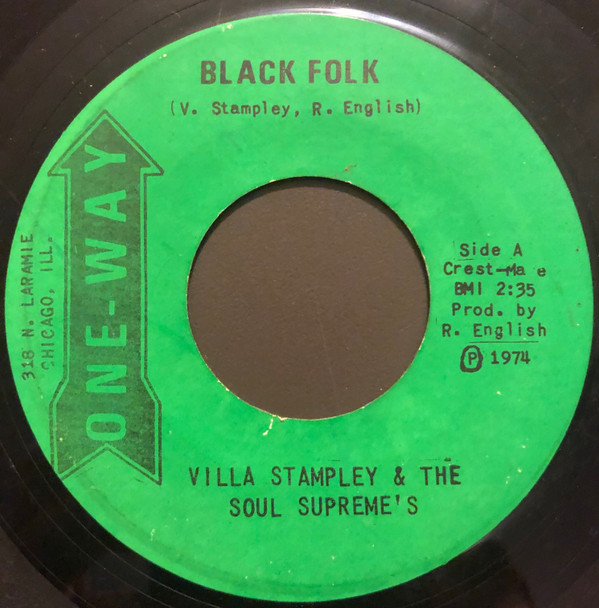 BLACK FOLK
(V. Stampley, R. English)
ONE-WAY
318 N. LARAMIE
CHICAGO, ILL.
Side A
BMI 2:35
Prod. by
R. English
Ⓟ 1974
VILLA STAMPLEY & THE
SOUL SUPREME'S